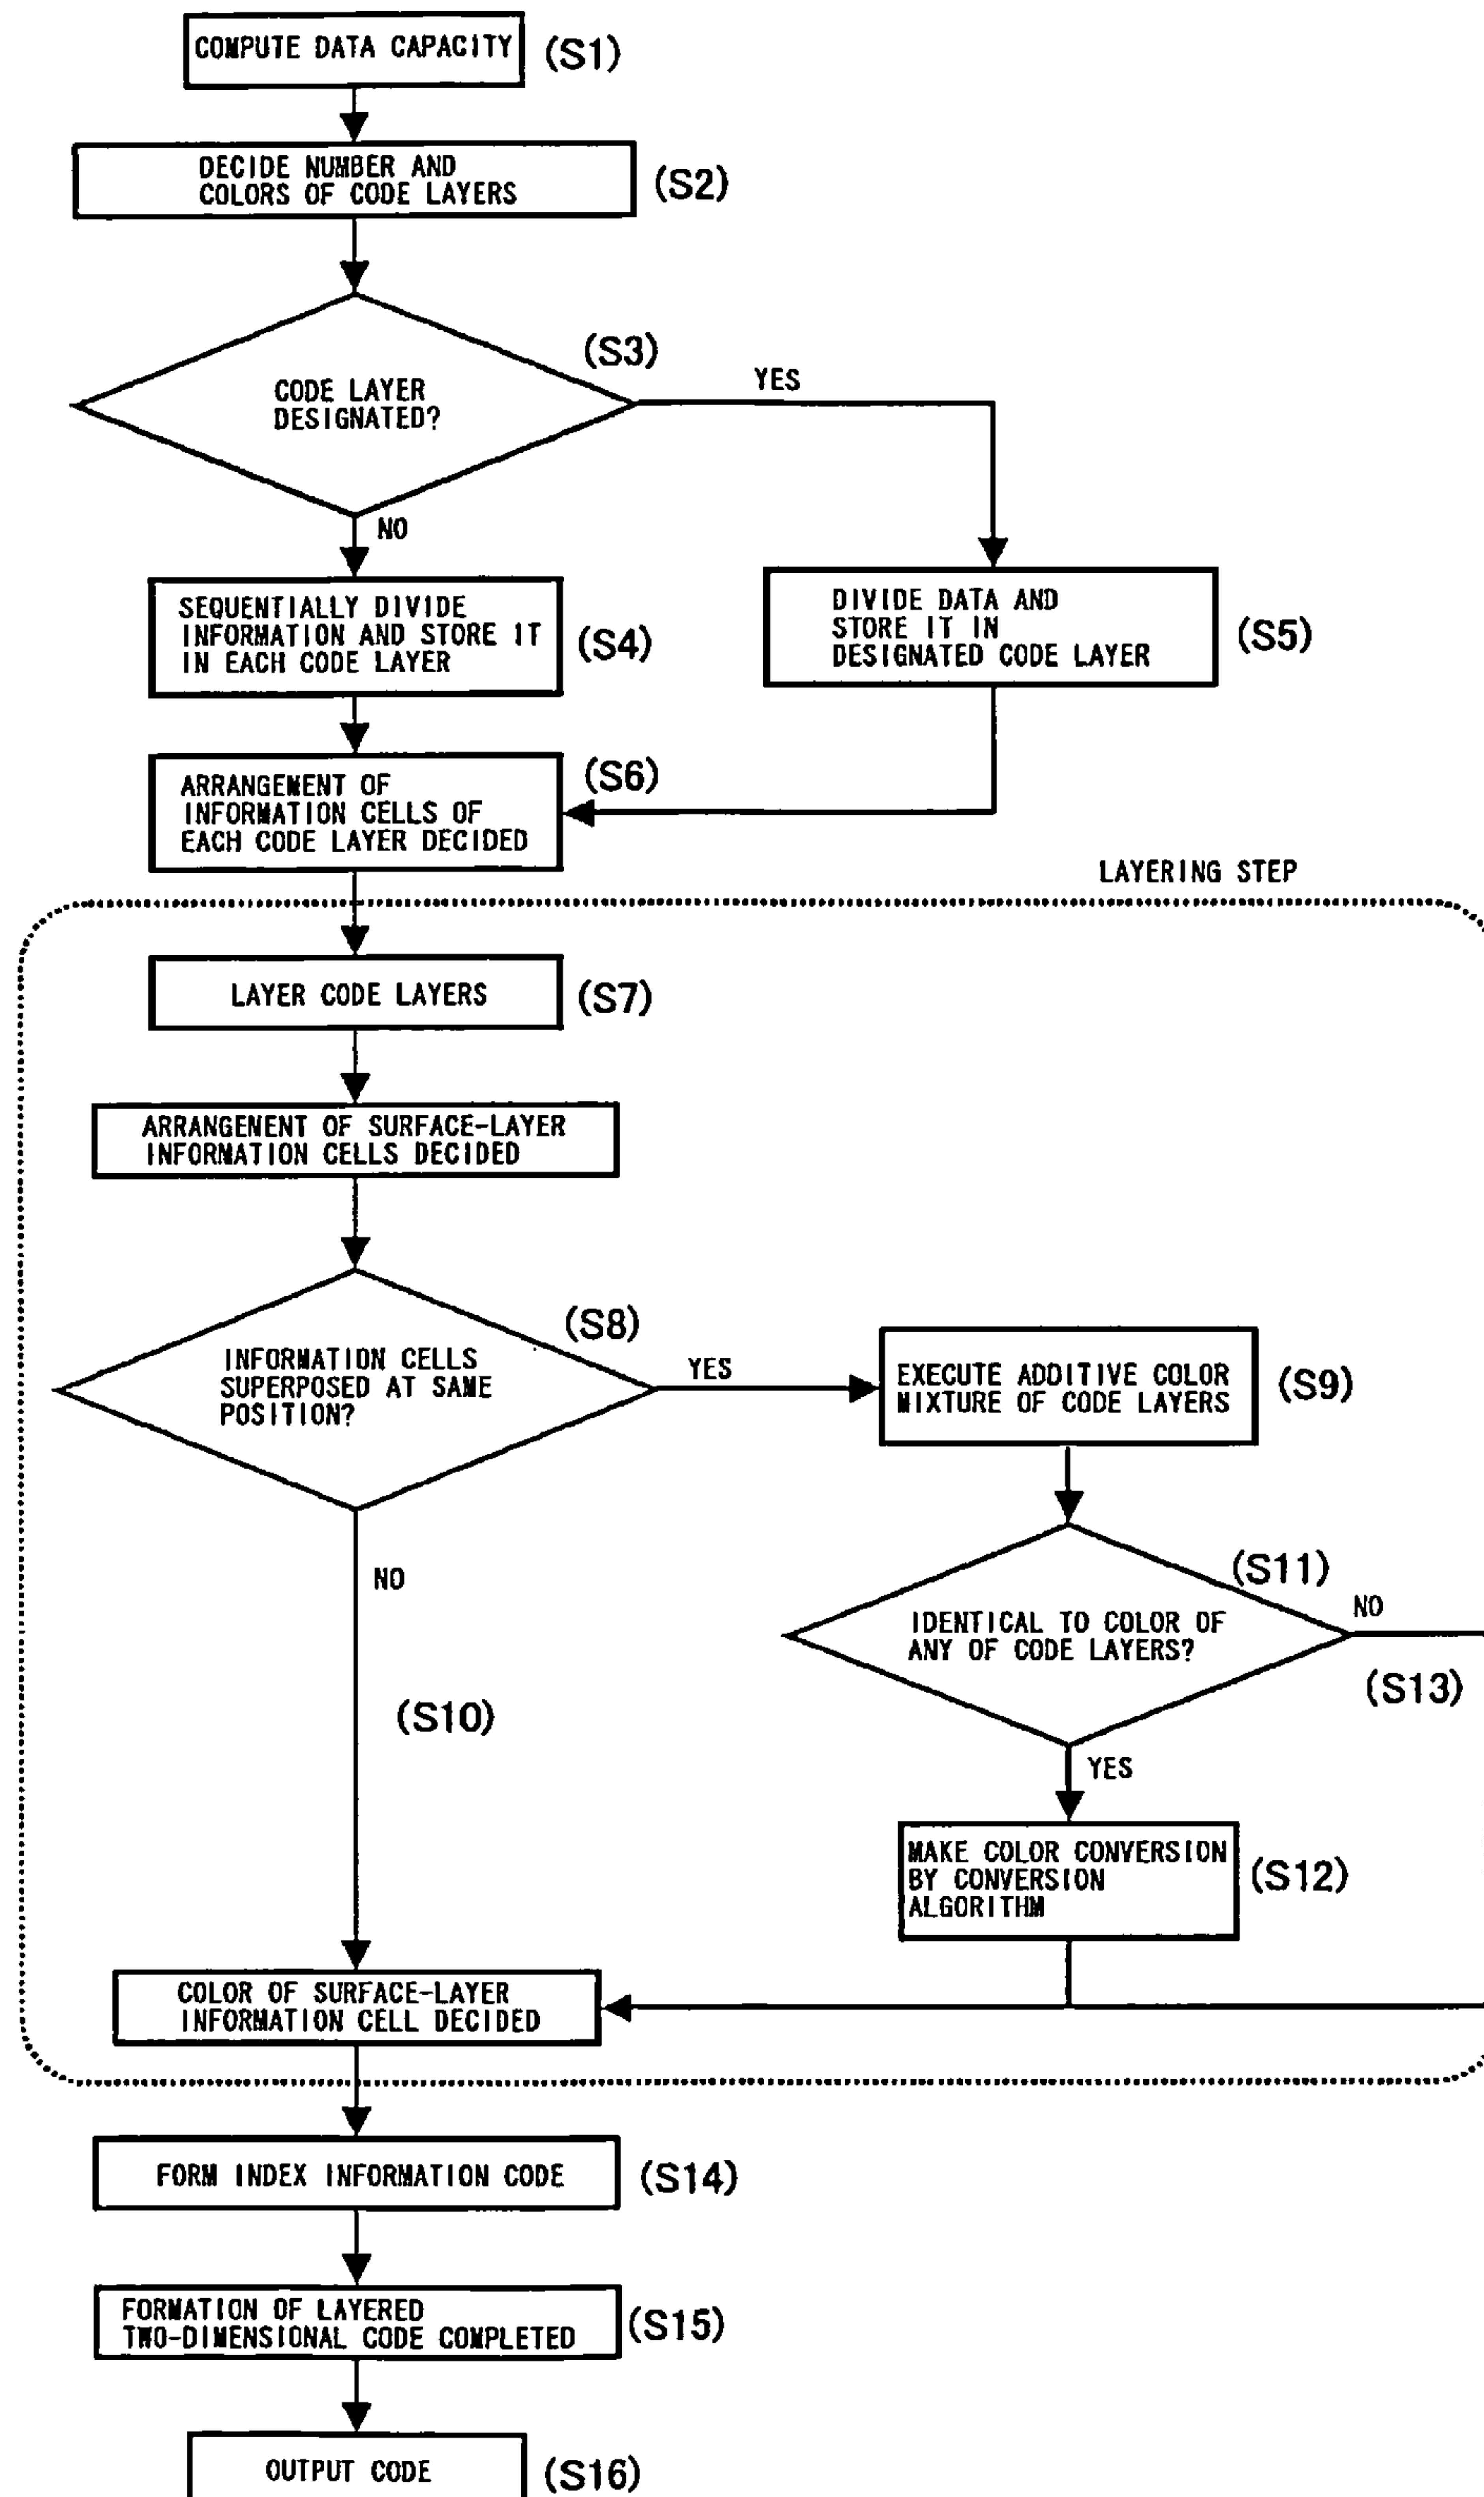 COMPUTE DATA CAPACITY
(S1)
DECIDE NUMBER AND
COLORS OF CODE LAYERS
(S2)
CODE LAYER
DESIGNATED?
(S3)
YES
NO
SEQUENTIALLY DIVIDE
INFORMATION AND STORE IT
IN EACH CODE LAYER
(S4)
DIVIDE DATA AND
STORE IT IN
DESIGNATED CODE LAYER
(S5)
ARRANGEMENT OF
INFORMATION CELLS OF
EACH CODE LAYER DECIDED
(S6)
LAYERING STEP
LAYER CODE LAYERS
(S7)
ARRANGEMENT OF SURFACE-LAYER
INFORMATION CELLS DECIDED
INFORMATION CELLS
SUPERPOSED AT SAME
POSITION?
(S8)
YES
EXECUTE ADDITIVE COLOR
MIXTURE OF CODE LAYERS
(S9)
NO
(S10)
IDENTICAL TO COLOR OF
ANY OF CODE LAYERS?
(S11)
NO
(S13)
YES
MAKE COLOR CONVERSION
BY CONVERSION
ALGORITHM
(S12)
COLOR OF SURFACE-LAYER
INFORMATION CELL DECIDED
FORM INDEX INFORMATION CODE
(S14)
FORMATION OF LAYERED
TWO-DIMENSIONAL CODE COMPLETED
(S15)
OUTPUT CODE
(S16)